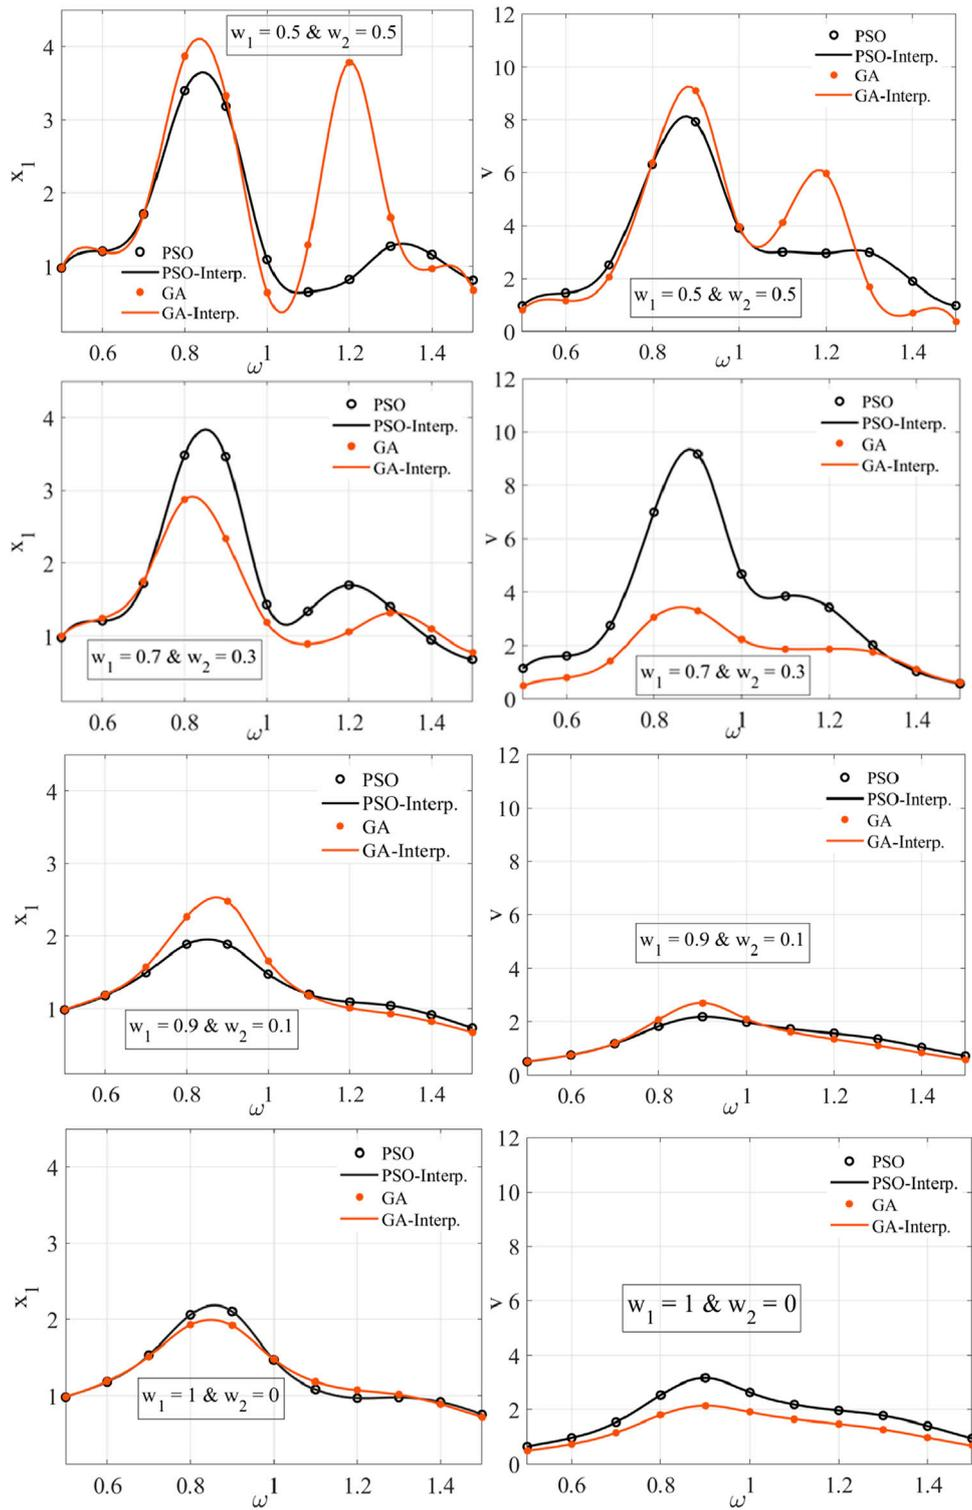 w1 = 0.5 & w2 = 0.5
4
3
2
1
x1
PSO
PSO-Interp.
GA
GA-Interp.
0.6
0.8
1
1.2
1.4
ω
12
10
8
6
4
2
0
v
PSO
PSO-Interp.
GA
GA-Interp.
w1 = 0.5 & w2 = 0.5
0.6
0.8
1
1.2
1.4
ω
4
3
2
1
x1
PSO
PSO-Interp.
GA
GA-Interp.
w1 = 0.7 & w2 = 0.3
0.6
0.8
1
1.2
1.4
ω
12
10
8
6
4
2
0
v
PSO
PSO-Interp.
GA
GA-Interp.
w1 = 0.7 & w2 = 0.3
0.6
0.8
1
1.2
1.4
ω
4
3
2
1
x1
PSO
PSO-Interp.
GA
GA-Interp.
w1 = 0.9 & w2 = 0.1
0.6
0.8
1
1.2
1.4
ω
12
10
8
6
4
2
0
v
PSO
PSO-Interp.
GA
GA-Interp.
w1 = 0.9 & w2 = 0.1
0.6
0.8
1
1.2
1.4
ω
4
3
2
1
x1
PSO
PSO-Interp.
GA
GA-Interp.
w1 = 1 & w2 = 0
0.6
0.8
1
1.2
1.4
ω
12
10
8
6
4
2
0
v
PSO
PSO-Interp.
GA
GA-Interp.
w1 = 1 & w2 = 0
0.6
0.8
1
1.2
1.4
ω